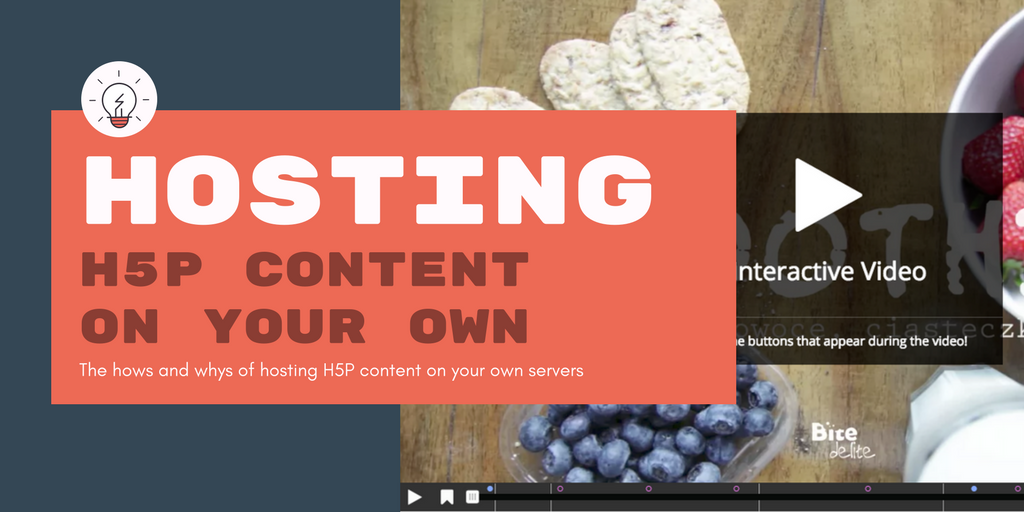 HOSTING
H5P CONTENT
ON YOUR OWN
The hows and whys of hosting H5P content on your own servers
nteractive Video
owoce, ciasteczk
e buttons that appear during the video!
Bite
delite